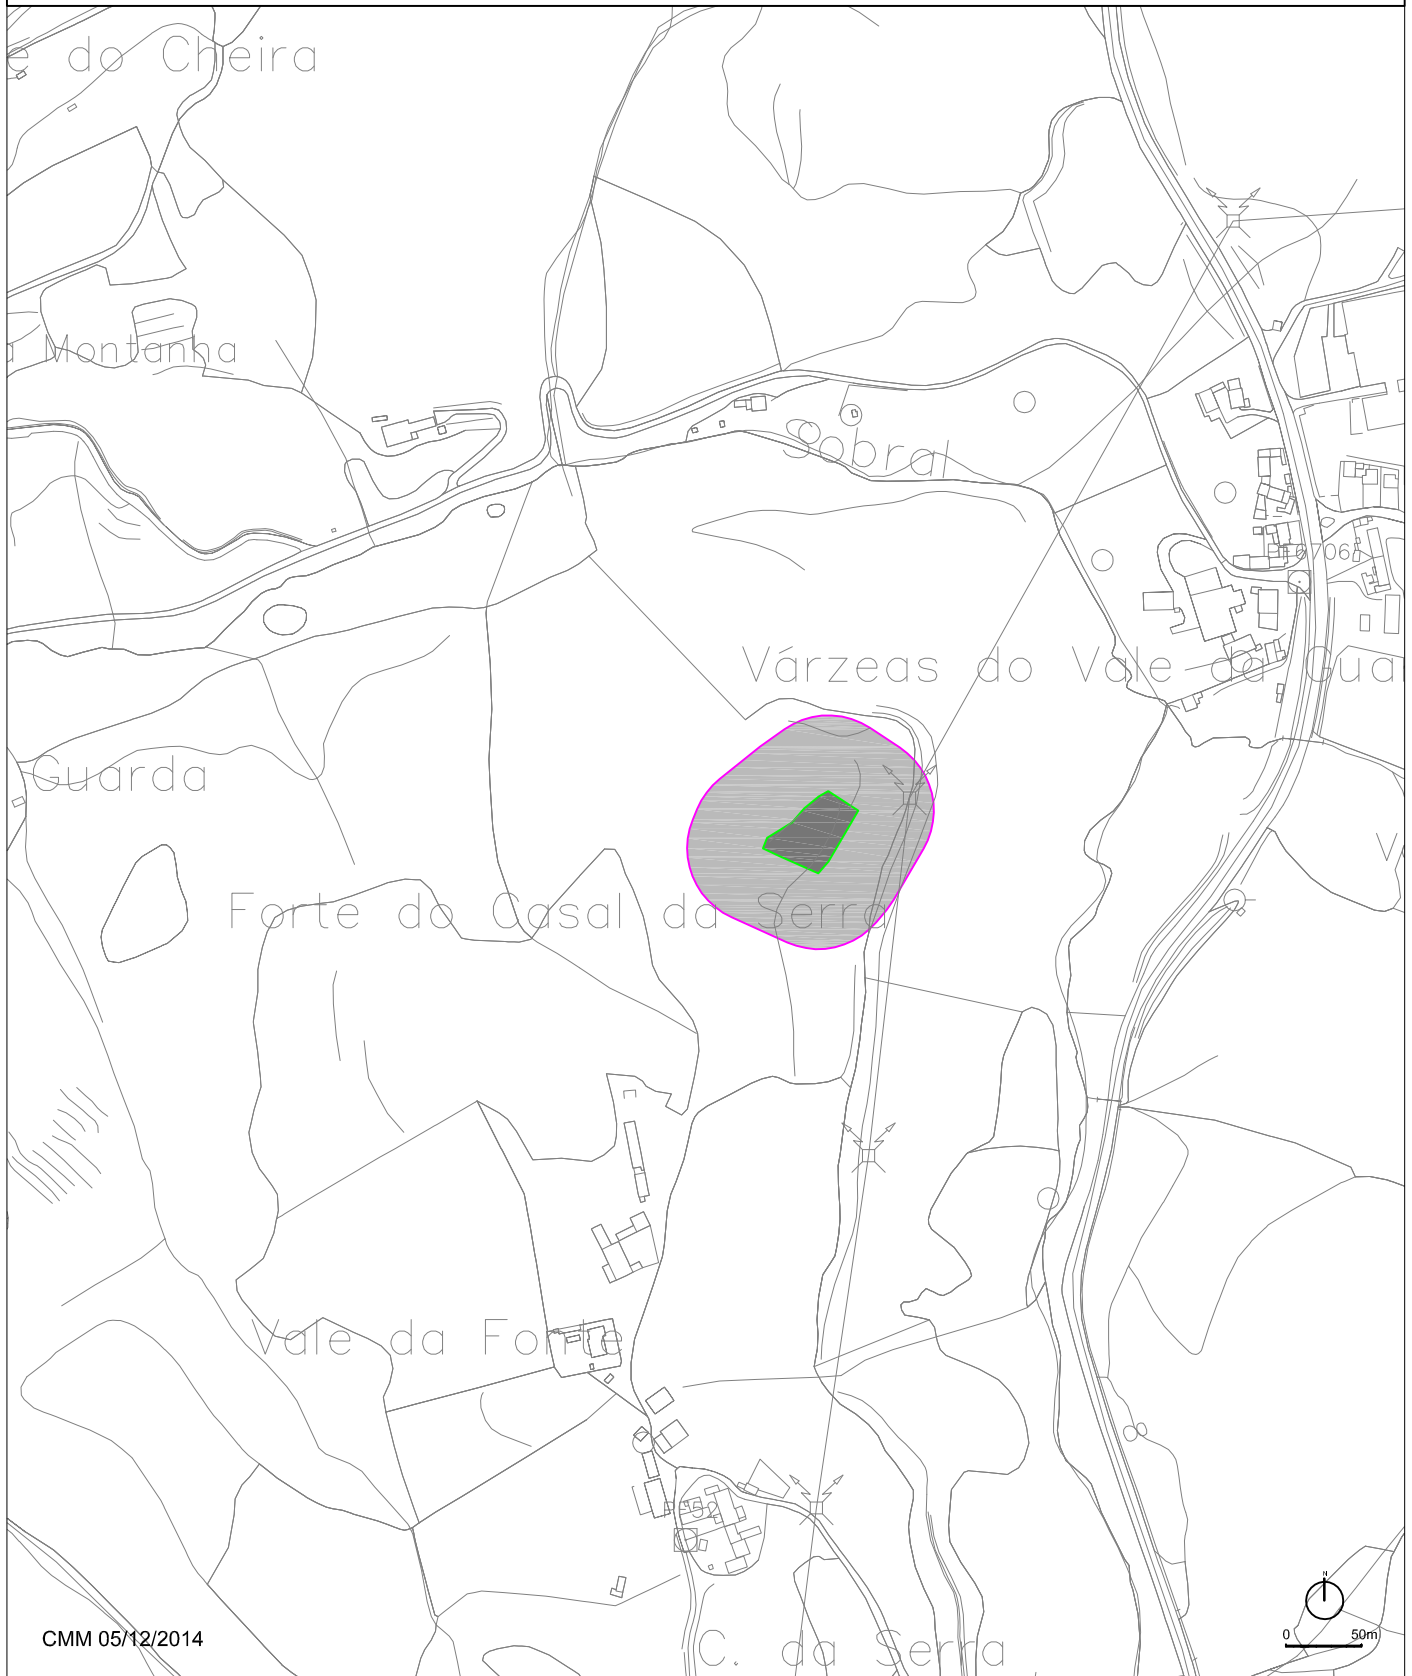 e do Cheira
a Montanha
Sobral
Várzeas do Vale da Gua
Guarda
V
Forte do Casal da Serra
Vale da Fonte
N
CMM 05/12/2014
0 50m
C. da Serra